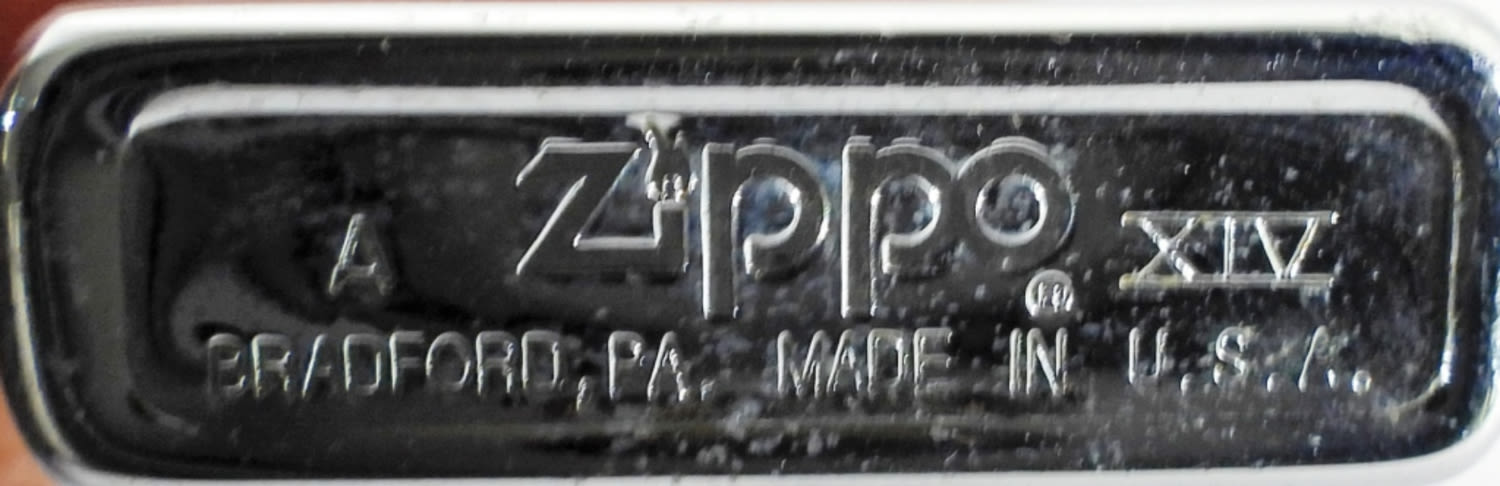 A Zippo® XIV
BRADFORD, PA. MADE IN U.S.A.